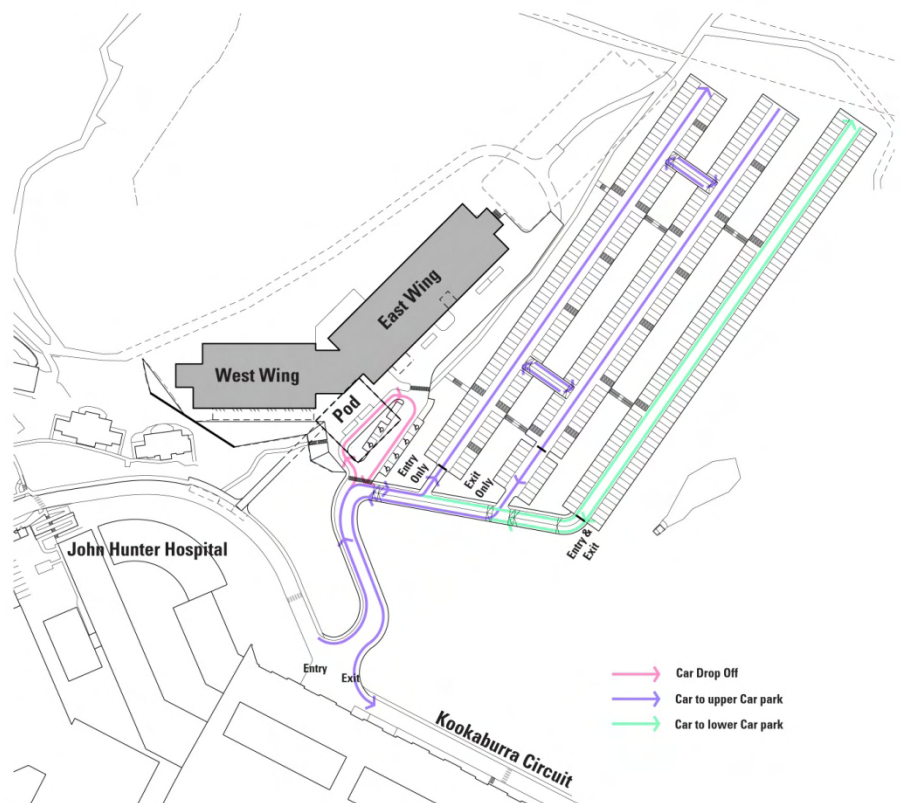 East Wing
West Wing
Pod
Entry
Only
Exit
Only
Entry &
Exit
John Hunter Hospital
Entry
Exit
Kookaburra Circuit
Car Drop Off
Car to upper Car park
Car to lower Car park